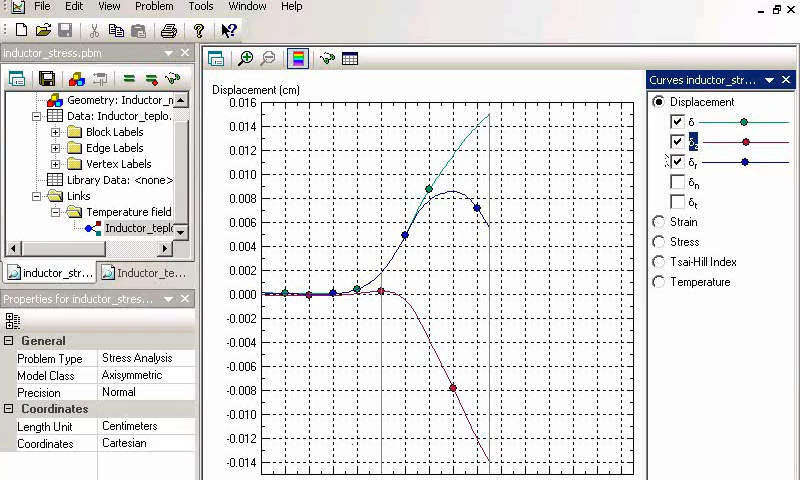 File Edit View Problem Tools Window Help
inductor_stress.pbm
Geometry: Inductor_n
Data: Inductor_teplo.
Block Labels
Edge Labels
Vertex Labels
Library Data: <none>
Links
Temperature field
Inductor_teplo
inductor_str... Inductor_te...
Properties for inductor_stres...
General
Problem Type Stress Analysis
Model Class Axisymmetric
Precision Normal
Coordinates
Length Unit Centimeters
Coordinates Cartesian
Displacement (cm)
0.016
0.014
0.012
0.010
0.008
0.006
0.004
0.002
0.000
-0.002
-0.004
-0.006
-0.008
-0.010
-0.012
-0.014
Curves inductor_str...
Displacement
δ
δz
δr
δn
δt
Strain
Stress
Tsai-Hill Index
Temperature